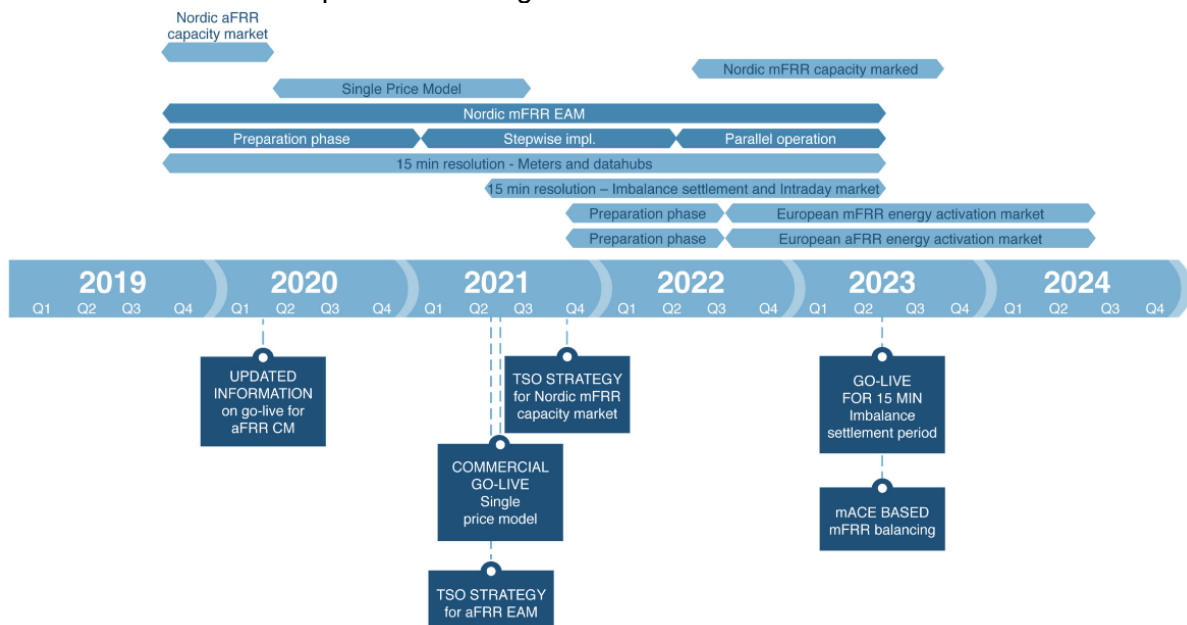 Nordic aFRR
capacity market
Nordic mFRR capacity marked
Single Price Model
Nordic mFRR EAM
Preparation phase
Stepwise impl.
Parallel operation
15 min resolution - Meters and datahubs
15 min resolution – Imbalance settlement and Intraday market
Preparation phase
European mFRR energy activation market
Preparation phase
European aFRR energy activation market
2019
2020
2021
2022
2023
2024
Q1 Q2 Q3 Q4
Q1 Q2 Q3 Q4
Q1 Q2 Q3 Q4
Q1 Q2 Q3 Q4
Q1 Q2 Q3 Q4
Q1 Q2 Q3 Q4
UPDATED
INFORMATION
on go-live for
aFRR CM
TSO STRATEGY
for Nordic mFRR
capacity market
GO-LIVE
FOR 15 MIN
Imbalance
settlement period
COMMERCIAL
GO-LIVE
Single
price model
mACE BASED
mFRR balancing
TSO STRATEGY
for aFRR EAM